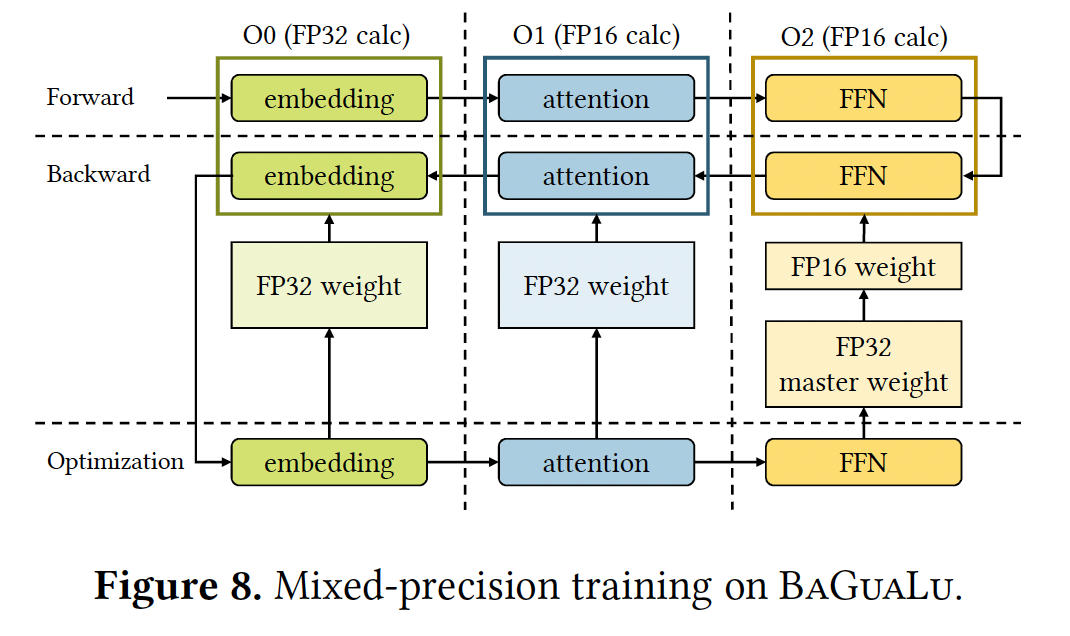 O0 (FP32 calc)
O1 (FP16 calc)
O2 (FP16 calc)
Forward
embedding
attention
FFN
Backward
embedding
attention
FFN
FP32 weight
FP32 weight
FP16 weight
FP32
master weight
Optimization
embedding
attention
FFN
Figure 8. Mixed-precision training on BAGUALU.